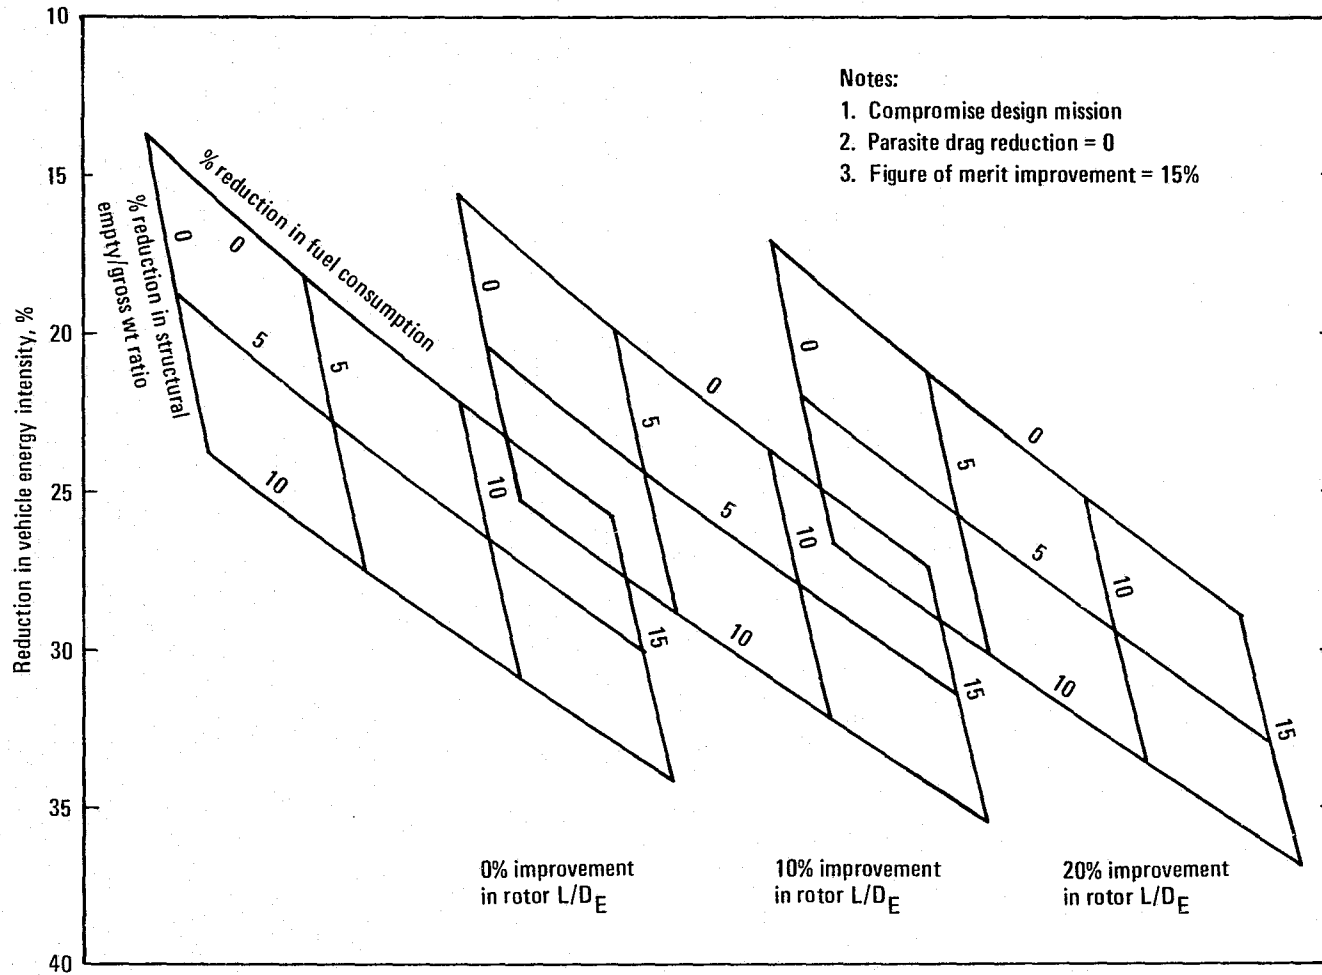 10
15
20
25
30
35
40
Reduction in vehicle energy intensity, %
Notes:
1. Compromise design mission
2. Parasite drag reduction = 0
3. Figure of merit improvement = 15%
% reduction in fuel consumption
% reduction in structural
empty/gross wt ratio
0
0
5
5
10
10
15
0
0
5
5
10
10
15
0
0
5
5
10
10
15
0% improvement
in rotor L/DE
10% improvement
in rotor L/DE
20% improvement
in rotor L/DE